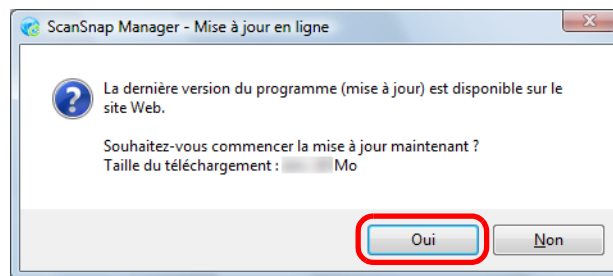 ScanSnap Manager - Mise à jour en ligne
La dernière version du programme (mise à jour) est disponible sur le
site Web.
Souhaitez-vous commencer la mise à jour maintenant ?
Taille du téléchargement : Mo
Oui
Non